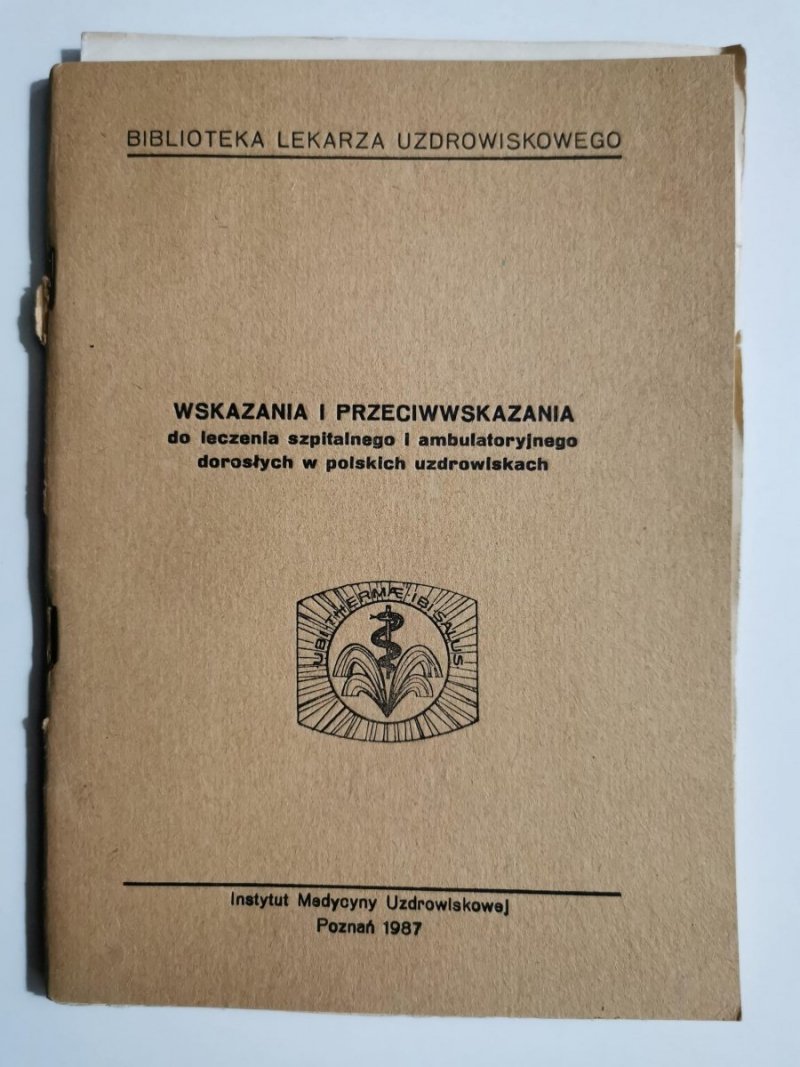 BIBLIOTEKA LEKARZA UZDROWISKOWEGO
WSKAZANIA I PRZECIWWSKAZANIA
do leczenia szpitalnego i ambulatoryjnego
dorosłych w polskich uzdrowiskach
UBI THERMÆ · IBI SALUS
Instytut Medycyny Uzdrowiskowej
Poznań 1987